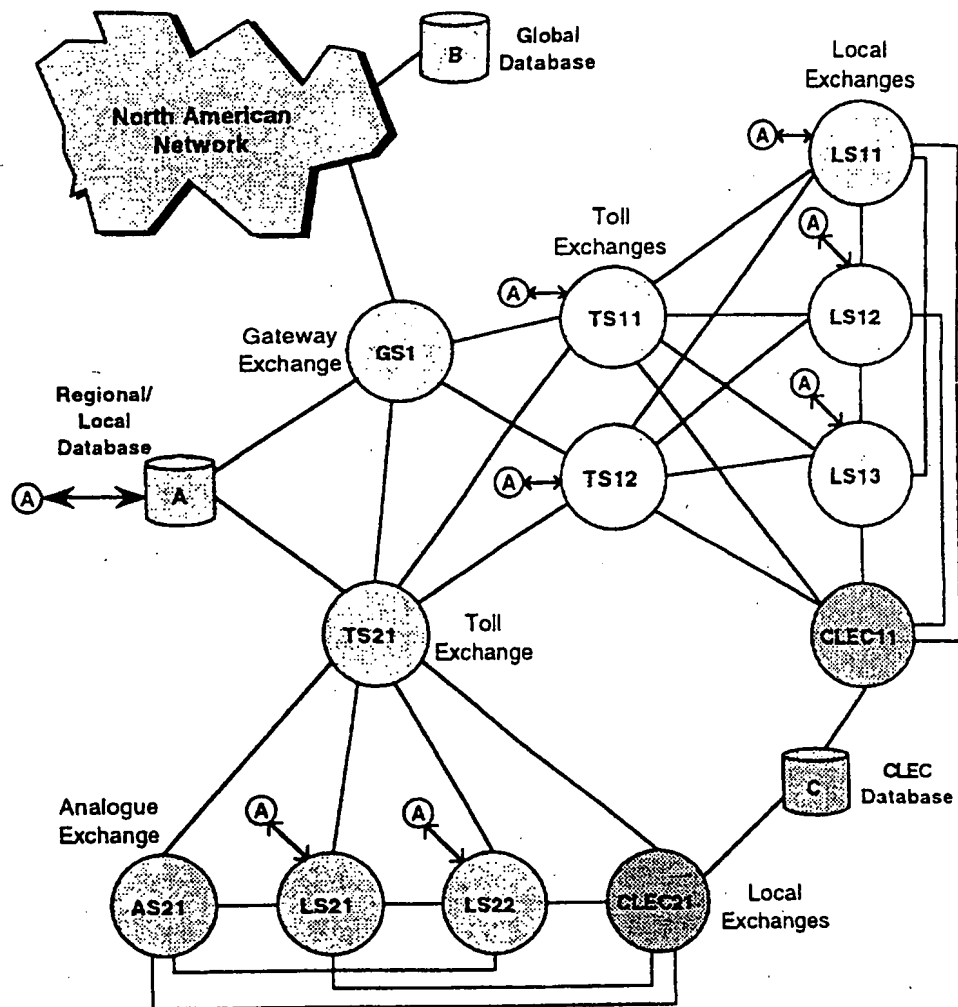 B
Global
Database
North American
Network
Local
Exchanges
A
LS11
Toll
Exchanges
A
A
TS11
LS12
Gateway
Exchange
GS1
A
Regional/
Local
Database
A
A
A
TS12
LS13
TS21
Toll
Exchange
CLEC11
C
CLEC
Database
Analogue
Exchange
A
A
AS21
LS21
LS22
CLEC21
Local
Exchanges